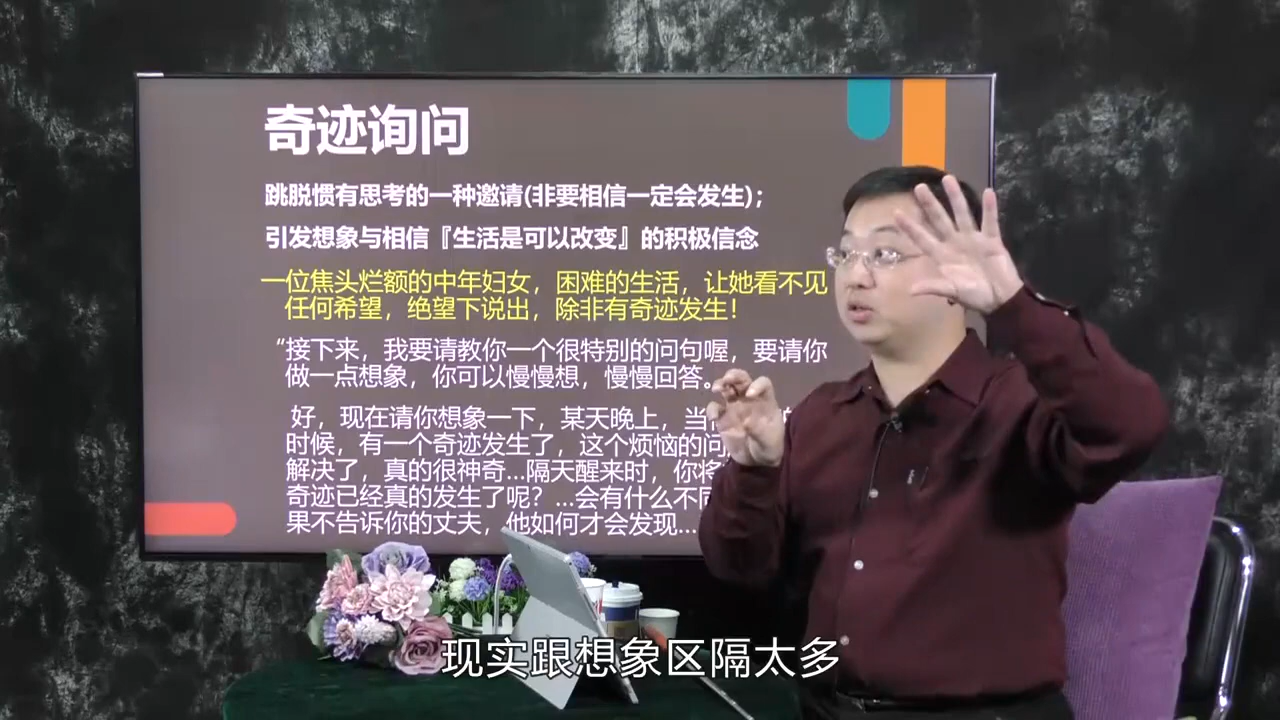 奇迹询问
跳脱惯有思考的一种邀请(非要相信一定会发生)；
引发想象与相信『生活是可以改变』的积极信念
一位焦头烂额的中年妇女，困难的生活，让她看不见
任何希望，绝望下说出，除非有奇迹发生！
“接下来，我要请教你一个很特别的问句喔，要请你
做一点想象，你可以慢慢想，慢慢回答。
好，现在请你想象一下，某天晚上，当
时候，有一个奇迹发生了，这个烦恼的问
解决了，真的很神奇...隔天醒来时，你将
奇迹已经真的发生了呢？...会有什么不同
果不告诉你的丈夫，他如何才会发现...
现实跟想象区隔太多